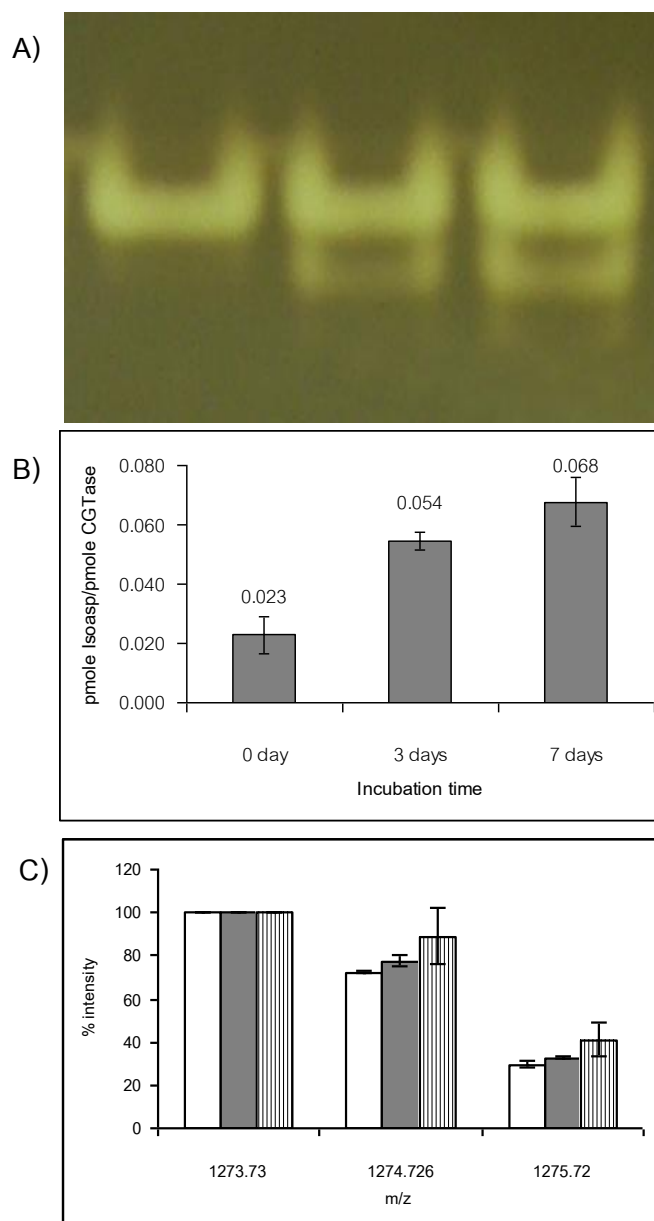 A)
B)
pmole Isoasp/pmole CGTase
0.080
0.060
0.040
0.020
0.000
0.023
0.054
0.068
0 day
3 days
7 days
Incubation time
C)
% intensity
120
100
80
60
40
20
0
1273.73
1274.726
1275.72
m/z